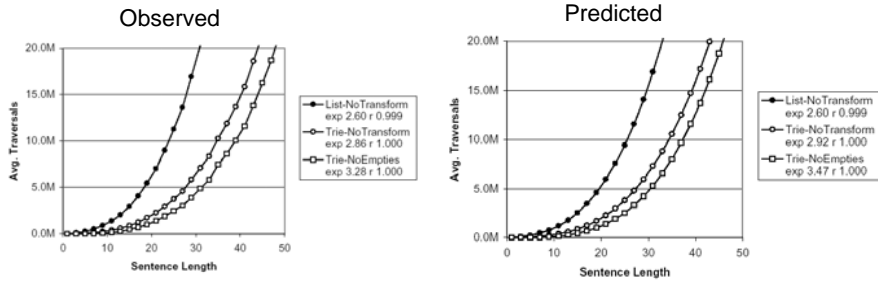 Observed
20.0M
15.0M
10.0M
5.0M
0.0M
Avg. Traversals
0
10
20
30
40
50
Sentence Length
List-NoTransform
exp 2.60 r 0.999
Trie-NoTransform
exp 2.86 r 1.000
Trie-NoEmpties
exp 3.28 r 1.000
Predicted
20.0M
15.0M
10.0M
5.0M
0.0M
Avg. Traversals
0
10
20
30
40
50
Sentence Length
List-NoTransform
exp 2.60 r 0.999
Trie-NoTransform
exp 2.92 r 1.000
Trie-NoEmpties
exp 3.47 r 1.000